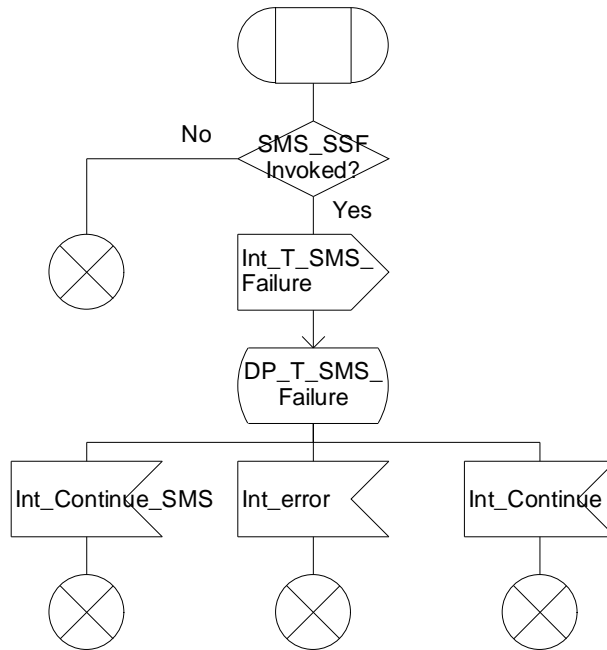 No
SMS_SSF
Invoked?
Yes
Int_T_SMS_
Failure
DP_T_SMS_
Failure
Int_Continue_SMS
Int_error
Int_Continue